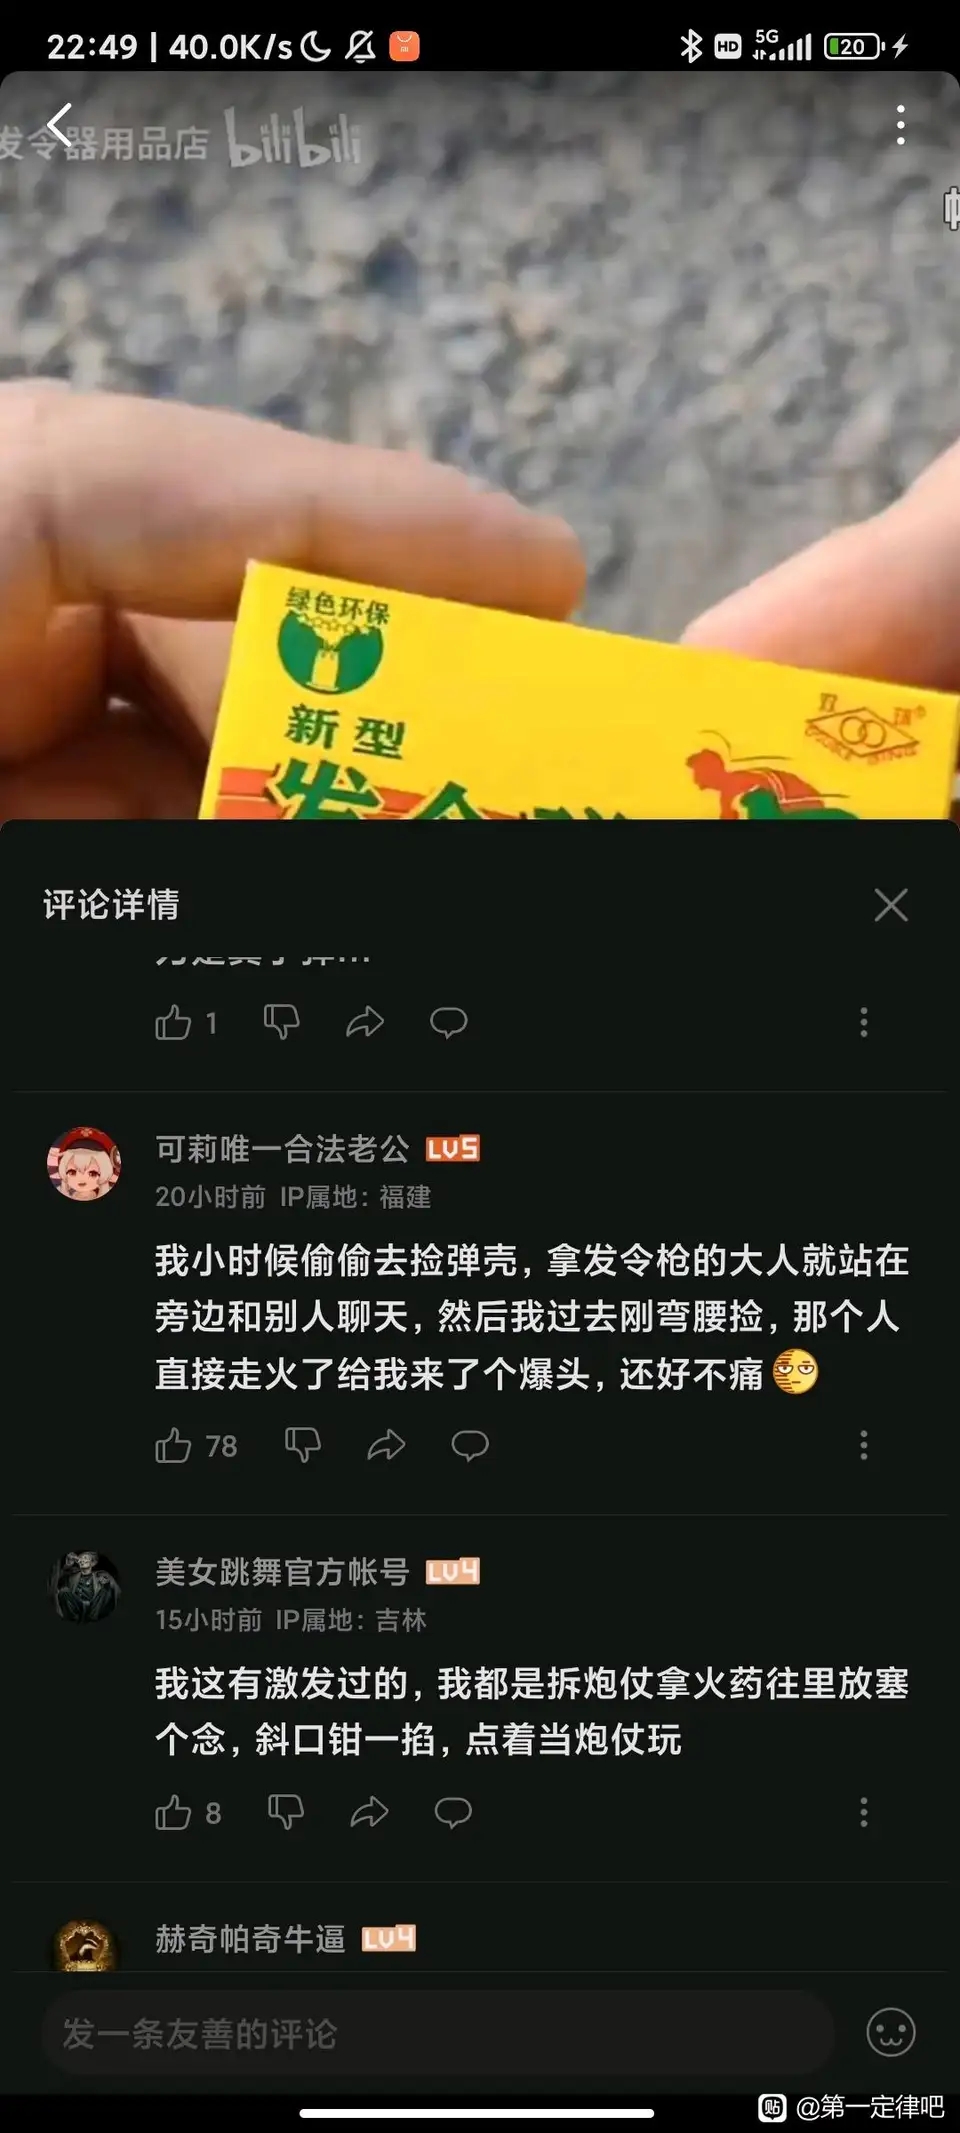 22:49 | 40.0K/s
HD
5G
20
发令器用品店 bilibili
绿色环保
新型
双环®
评论详情
1
可莉唯一合法老公 LV5
20小时前 IP属地：福建
我小时候偷偷去捡弹壳，拿发令枪的大人就站在
旁边和别人聊天，然后我过去刚弯腰捡，那个人
直接走火了给我来了个爆头，还好不痛
78
美女跳舞官方帐号 LV4
15小时前 IP属地：吉林
我这有激发过的，我都是拆炮仗拿火药往里放塞
个念，斜口钳一掐，点着当炮仗玩
8
赫奇帕奇牛逼 LV4
发一条友善的评论
贴 @第一定律吧